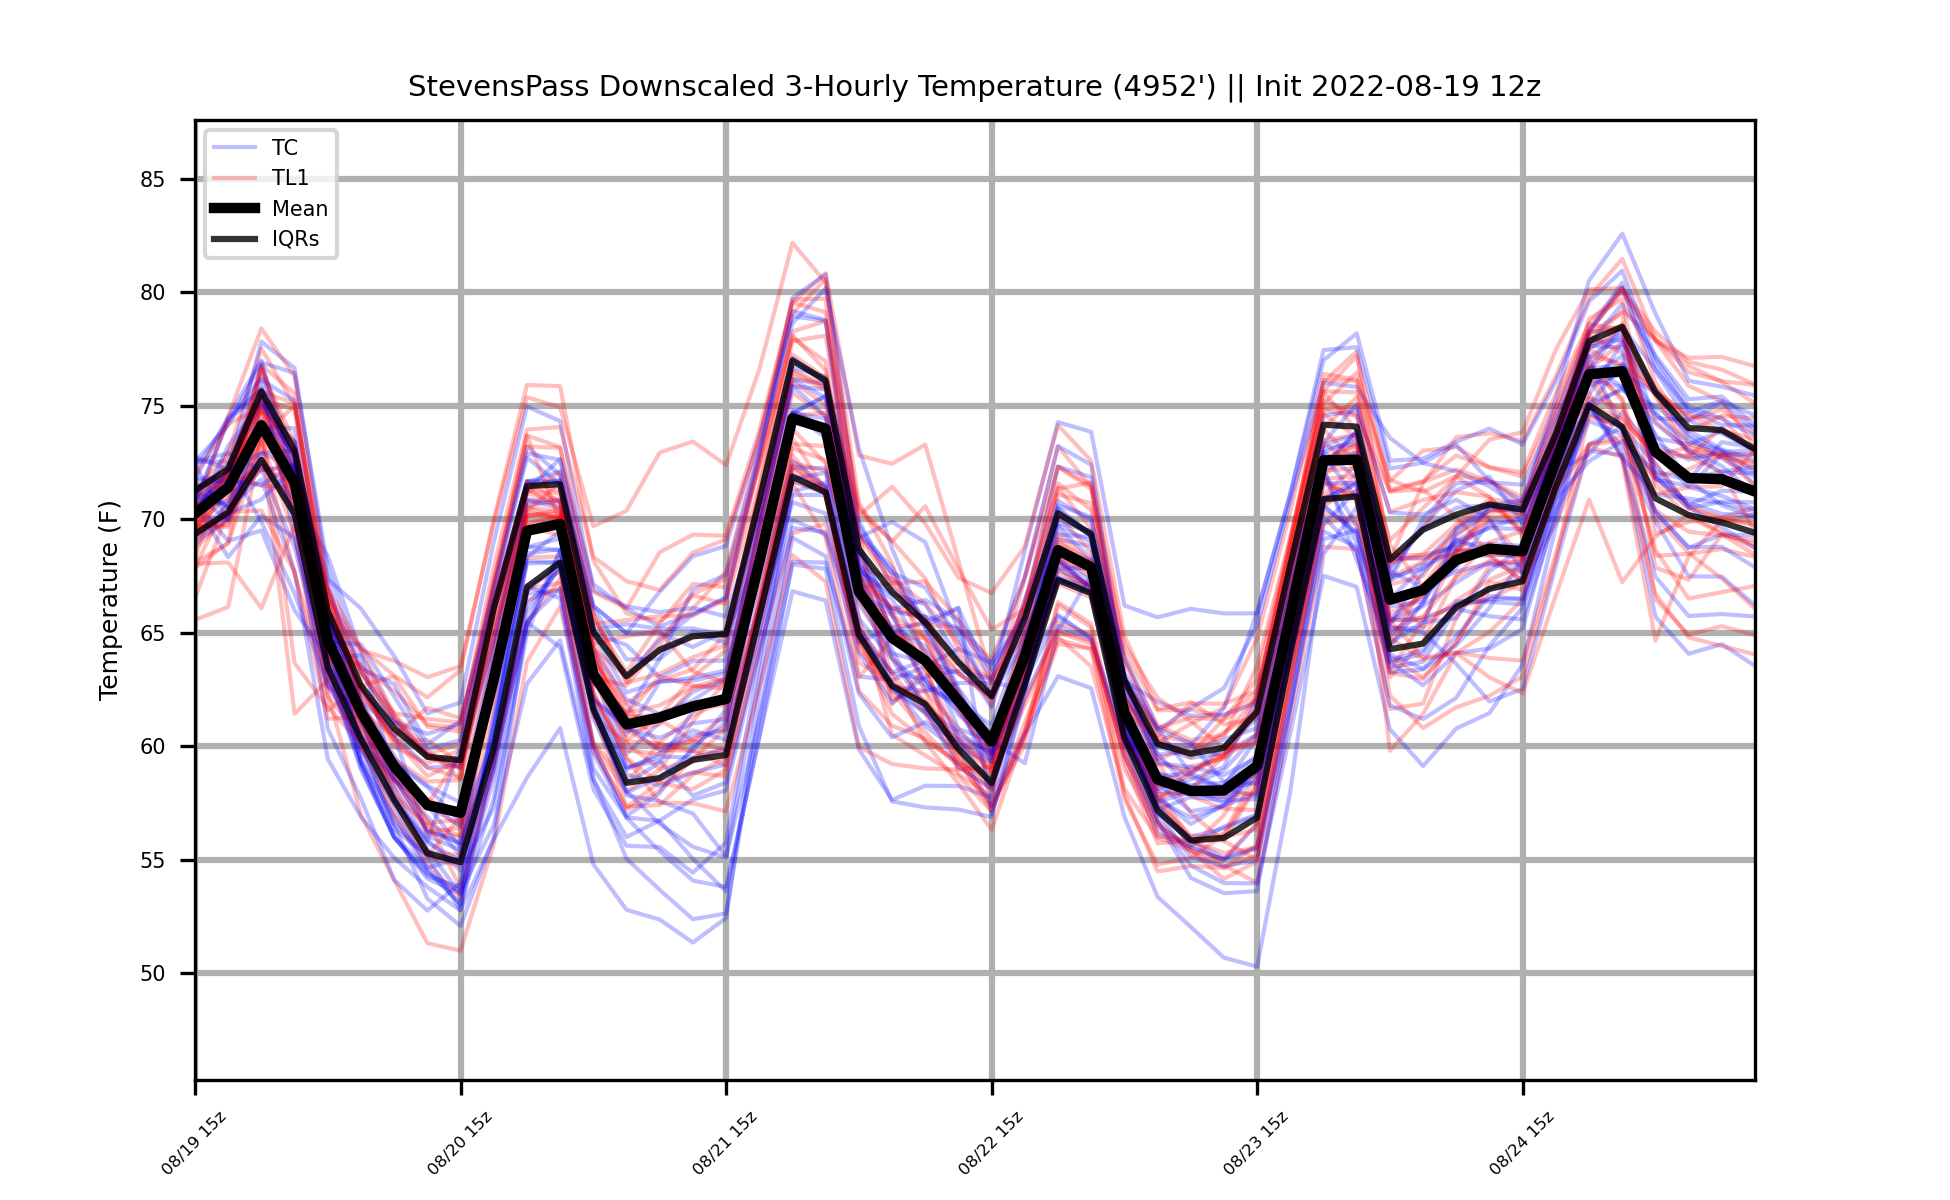 StevensPass Downscaled 3-Hourly Temperature (4952') || Init 2022-08-19 12z
TC
TL1
Mean
IQRs
85
80
75
70
65
60
55
50
Temperature (F)
08/19 15z
08/20 15z
08/21 15z
08/22 15z
08/23 15z
08/24 15z